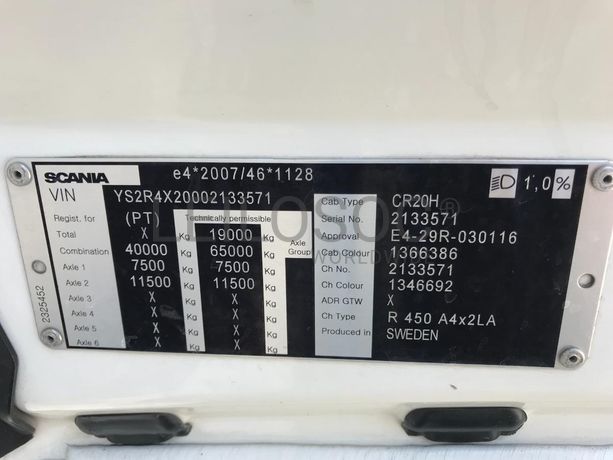 SCANIA e4*2007/46*1128 1,0%
VIN YS2R4X20002133571
Regist. for (PT) Technically permissible
Total X Kg 19000 Kg
Combination 40000 Kg 65000 Kg
Axle 1 7500 Kg 7500 Kg
Axle 2 11500 Kg 11500 Kg
Axle 3 X Kg X Kg
Axle 4 X Kg X Kg
Axle 5 X Kg X Kg
Axle 6 X Kg X Kg
Axle
Group
Cab Type CR20H
Serial No. 2133571
Approval E4-29R-030116
Cab Colour 1366386
Ch No. 2133571
Ch Colour 1346692
ADR GTW X
Ch Type R 450 A4x2LA
Produced in SWEDEN
2325452